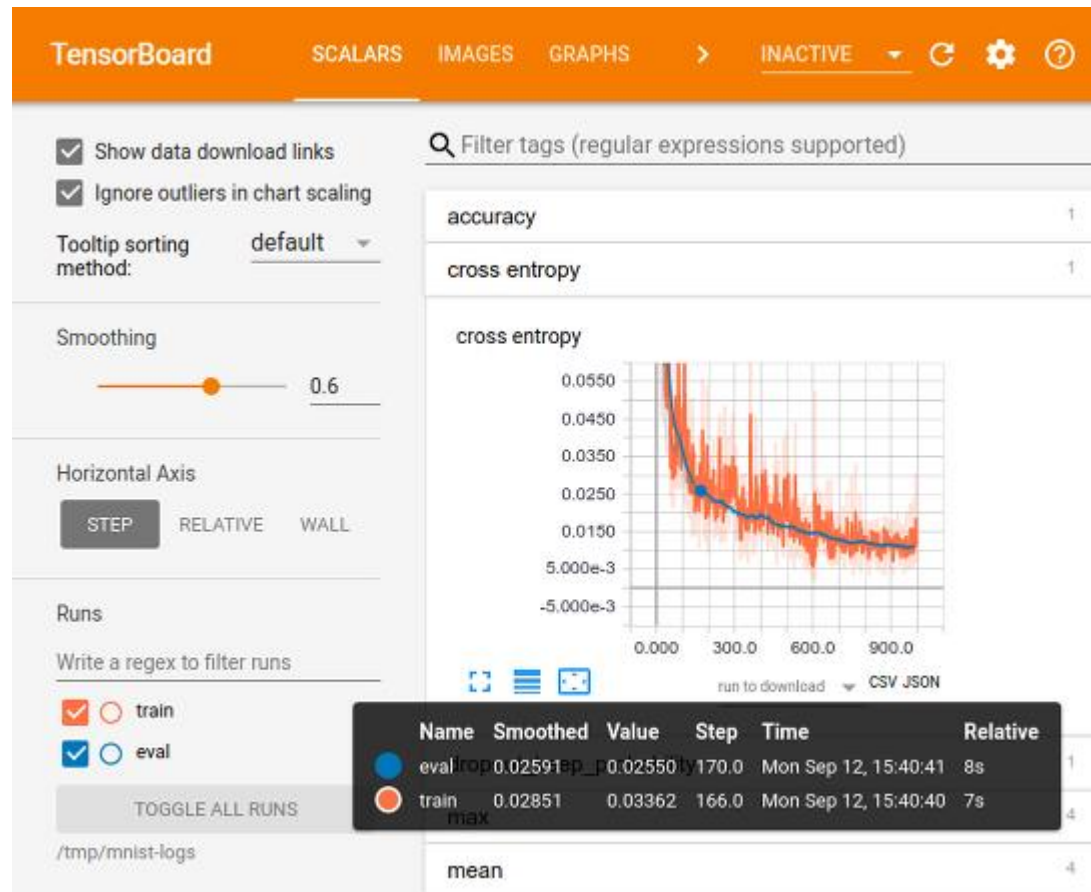 TensorBoard SCALARS IMAGES GRAPHS > INACTIVE
Show data download links
Ignore outliers in chart scaling
Tooltip sorting method: default
Smoothing
0.6
Horizontal Axis
STEP RELATIVE WALL
Runs
Write a regex to filter runs
train
eval
TOGGLE ALL RUNS
/tmp/mnist-logs
Filter tags (regular expressions supported)
accuracy 1
cross entropy 1
cross entropy
0.0550
0.0450
0.0350
0.0250
0.0150
5.000e-3
-5.000e-3
0.000 300.0 600.0 900.0
run to download CSV JSON
Name Smoothed Value Step Time Relative
eval 0.02591 0.02550 170.0 Mon Sep 12, 15:40:41 8s
train 0.02851 0.03362 166.0 Mon Sep 12, 15:40:40 7s
1
max 4
mean 4